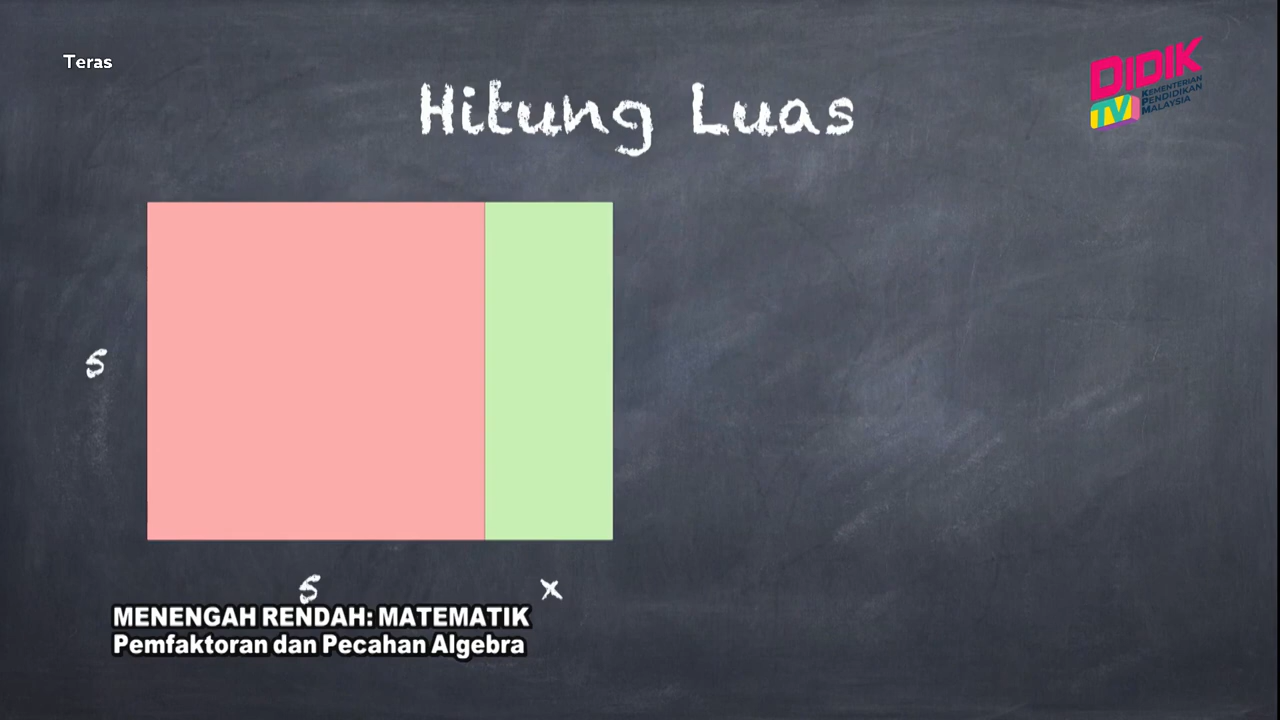 Teras
DIDIK
TV
KEMENTERIAN
PENDIDIKAN
MALAYSIA
Hitung Luas
5
5
x
MENENGAH RENDAH: MATEMATIK
Pemfaktoran dan Pecahan Algebra